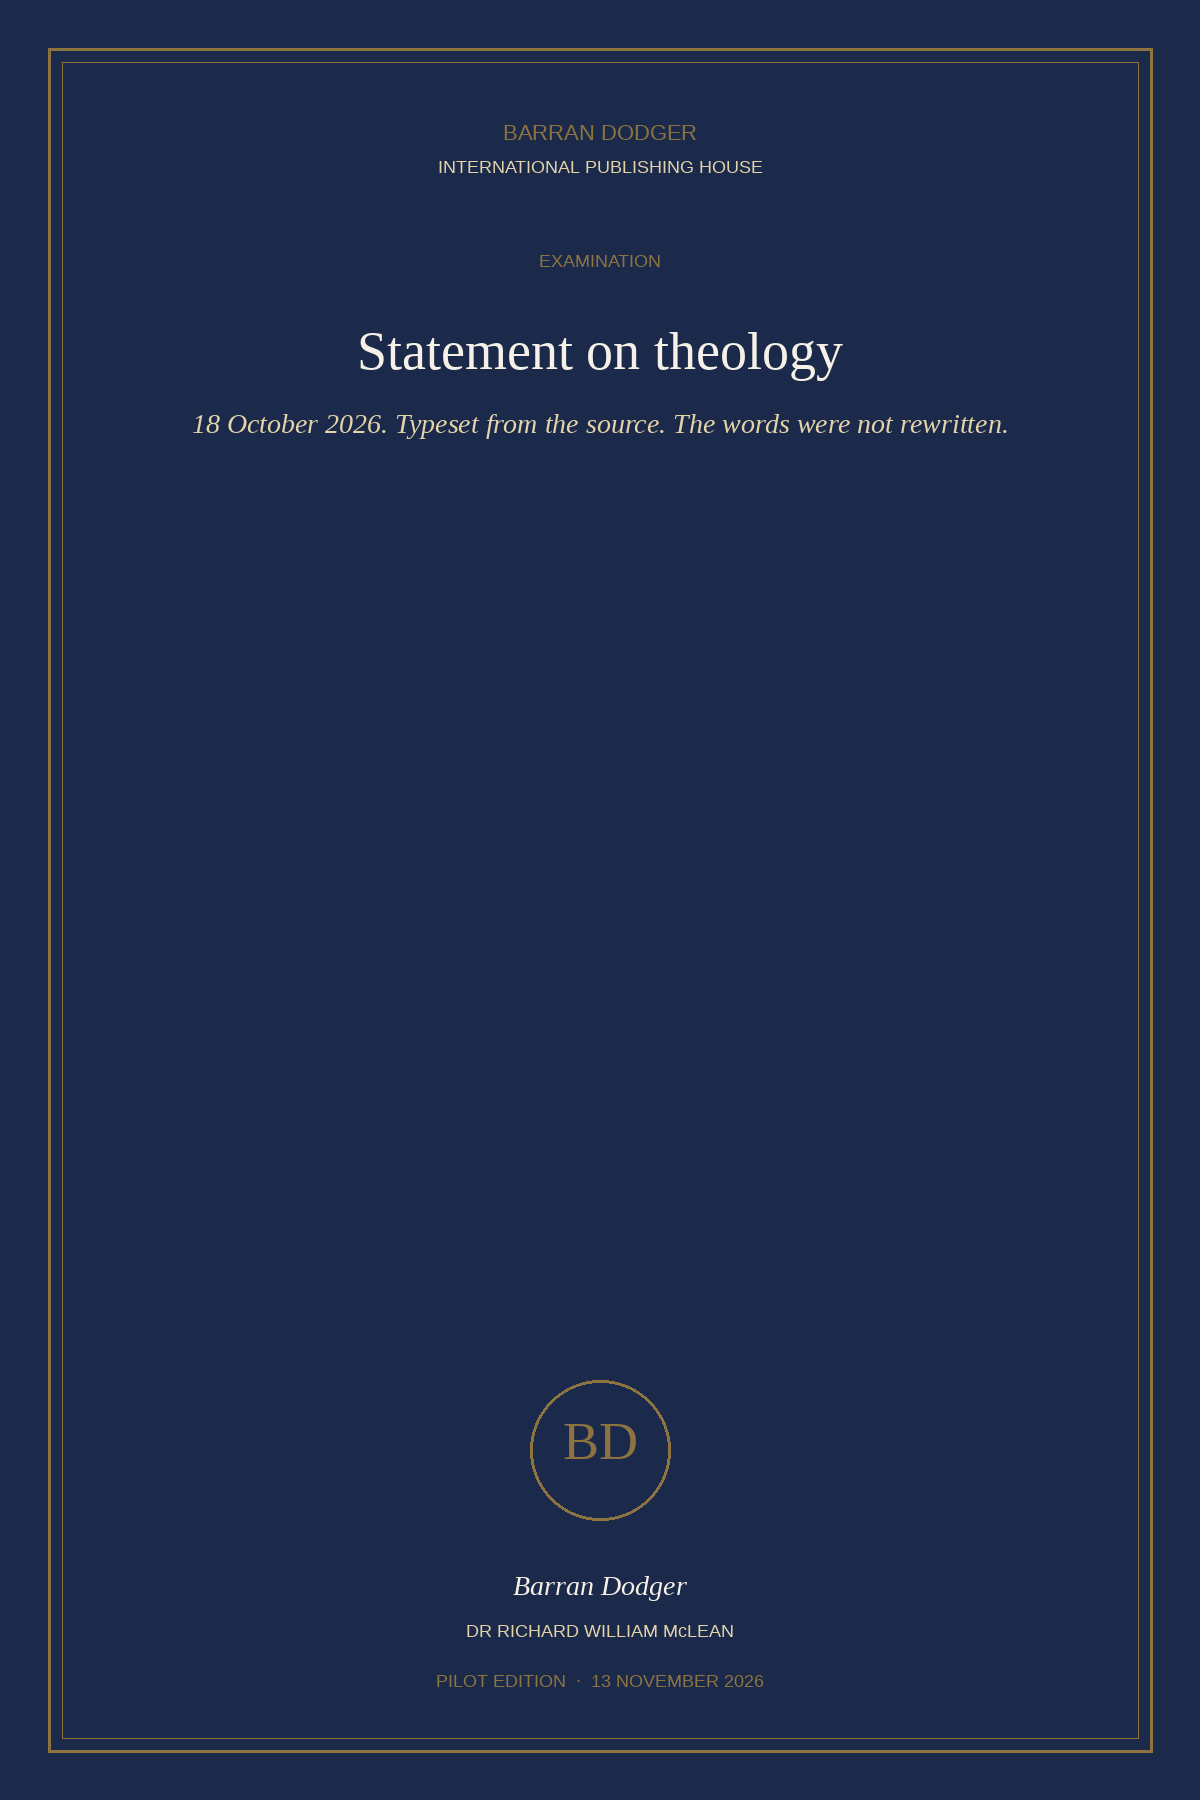 BARRAN DODGER
INTERNATIONAL PUBLISHING HOUSE
EXAMINATION
Statement on theology
18 October 2026. Typeset from the source. The words were not rewritten.
BD
Barran Dodger
DR RICHARD WILLIAM McLEAN
PILOT EDITION · 13 NOVEMBER 2026